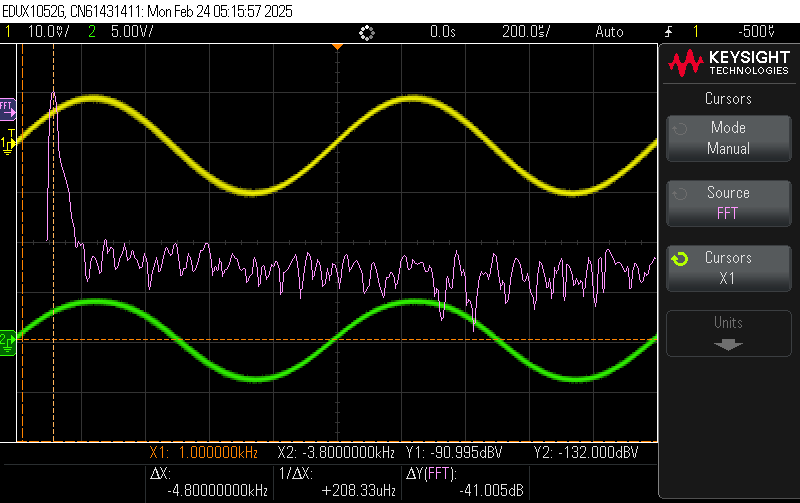 EDUX1052G, CN61431411: Mon Feb 24 05:15:57 2025
1 10.0V/ 2 5.00V/ 0.0s 200.0s/ Auto 1 -500V
KEYSIGHT
TECHNOLOGIES
Cursors
Mode
Manual
Source
FFT
Cursors
X1
Units
FFT
T
1
2
X1: 1.000000kHz X2: -3.8000000kHz Y1: -90.995dBV Y2: -132.000dBV
ΔX: 1/ΔX: ΔY(FFT):
-4.80000000kHz +208.33uHz -41.005dB